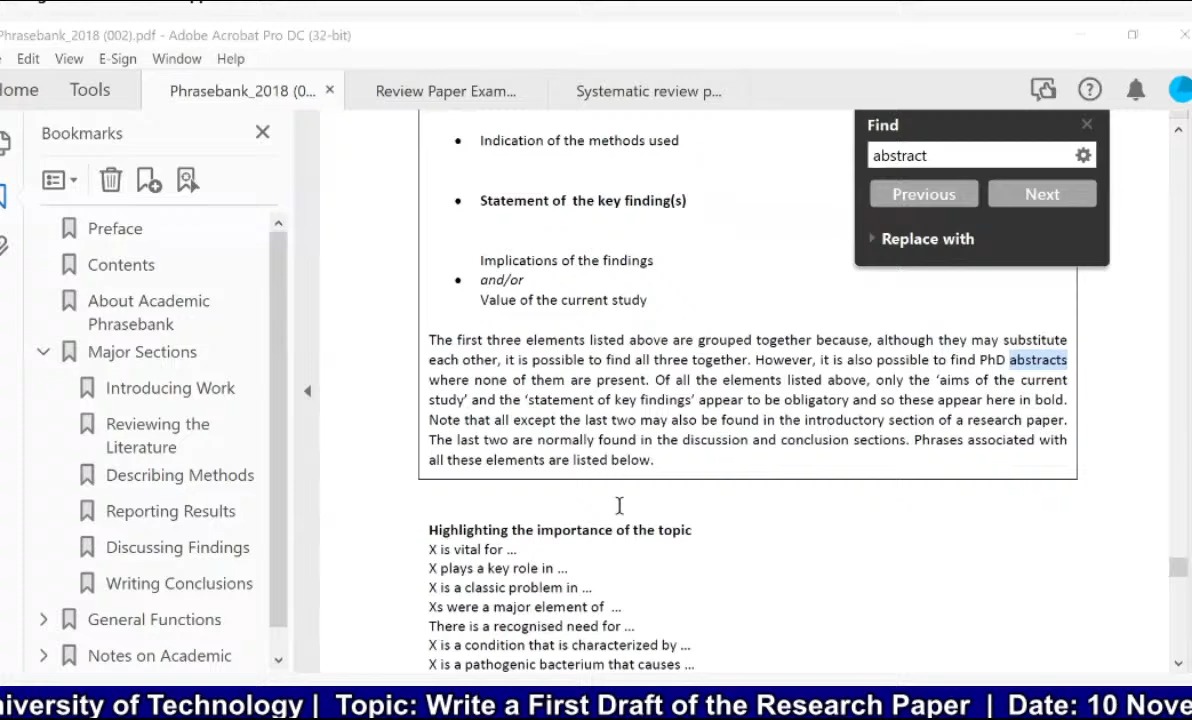 Phrasebank_2018 (002).pdf - Adobe Acrobat Pro DC (32-bit)
Edit View E-Sign Window Help
ome Tools Phrasebank_2018 (0... × Review Paper Exam... Systematic review p...
Bookmarks
Preface
Contents
About Academic
Phrasebank
Major Sections
Introducing Work
Reviewing the
Literature
Describing Methods
Reporting Results
Discussing Findings
Writing Conclusions
General Functions
Notes on Academic
• Indication of the methods used
• Statement of the key finding(s)
Implications of the findings
• and/or
Value of the current study
The first three elements listed above are grouped together because, although they may substitute
each other, it is possible to find all three together. However, it is also possible to find PhD abstracts
where none of them are present. Of all the elements listed above, only the ‘aims of the current
study’ and the ‘statement of key findings’ appear to be obligatory and so these appear here in bold.
Note that all except the last two may also be found in the introductory section of a research paper.
The last two are normally found in the discussion and conclusion sections. Phrases associated with
all these elements are listed below.
Highlighting the importance of the topic
X is vital for ...
X plays a key role in ...
X is a classic problem in ...
Xs were a major element of ...
There is a recognised need for ...
X is a condition that is characterized by ...
X is a pathogenic bacterium that causes ...
Find
abstract
Previous Next
Replace with
niversity of Technology | Topic: Write a First Draft of the Research Paper | Date: 10 Nove